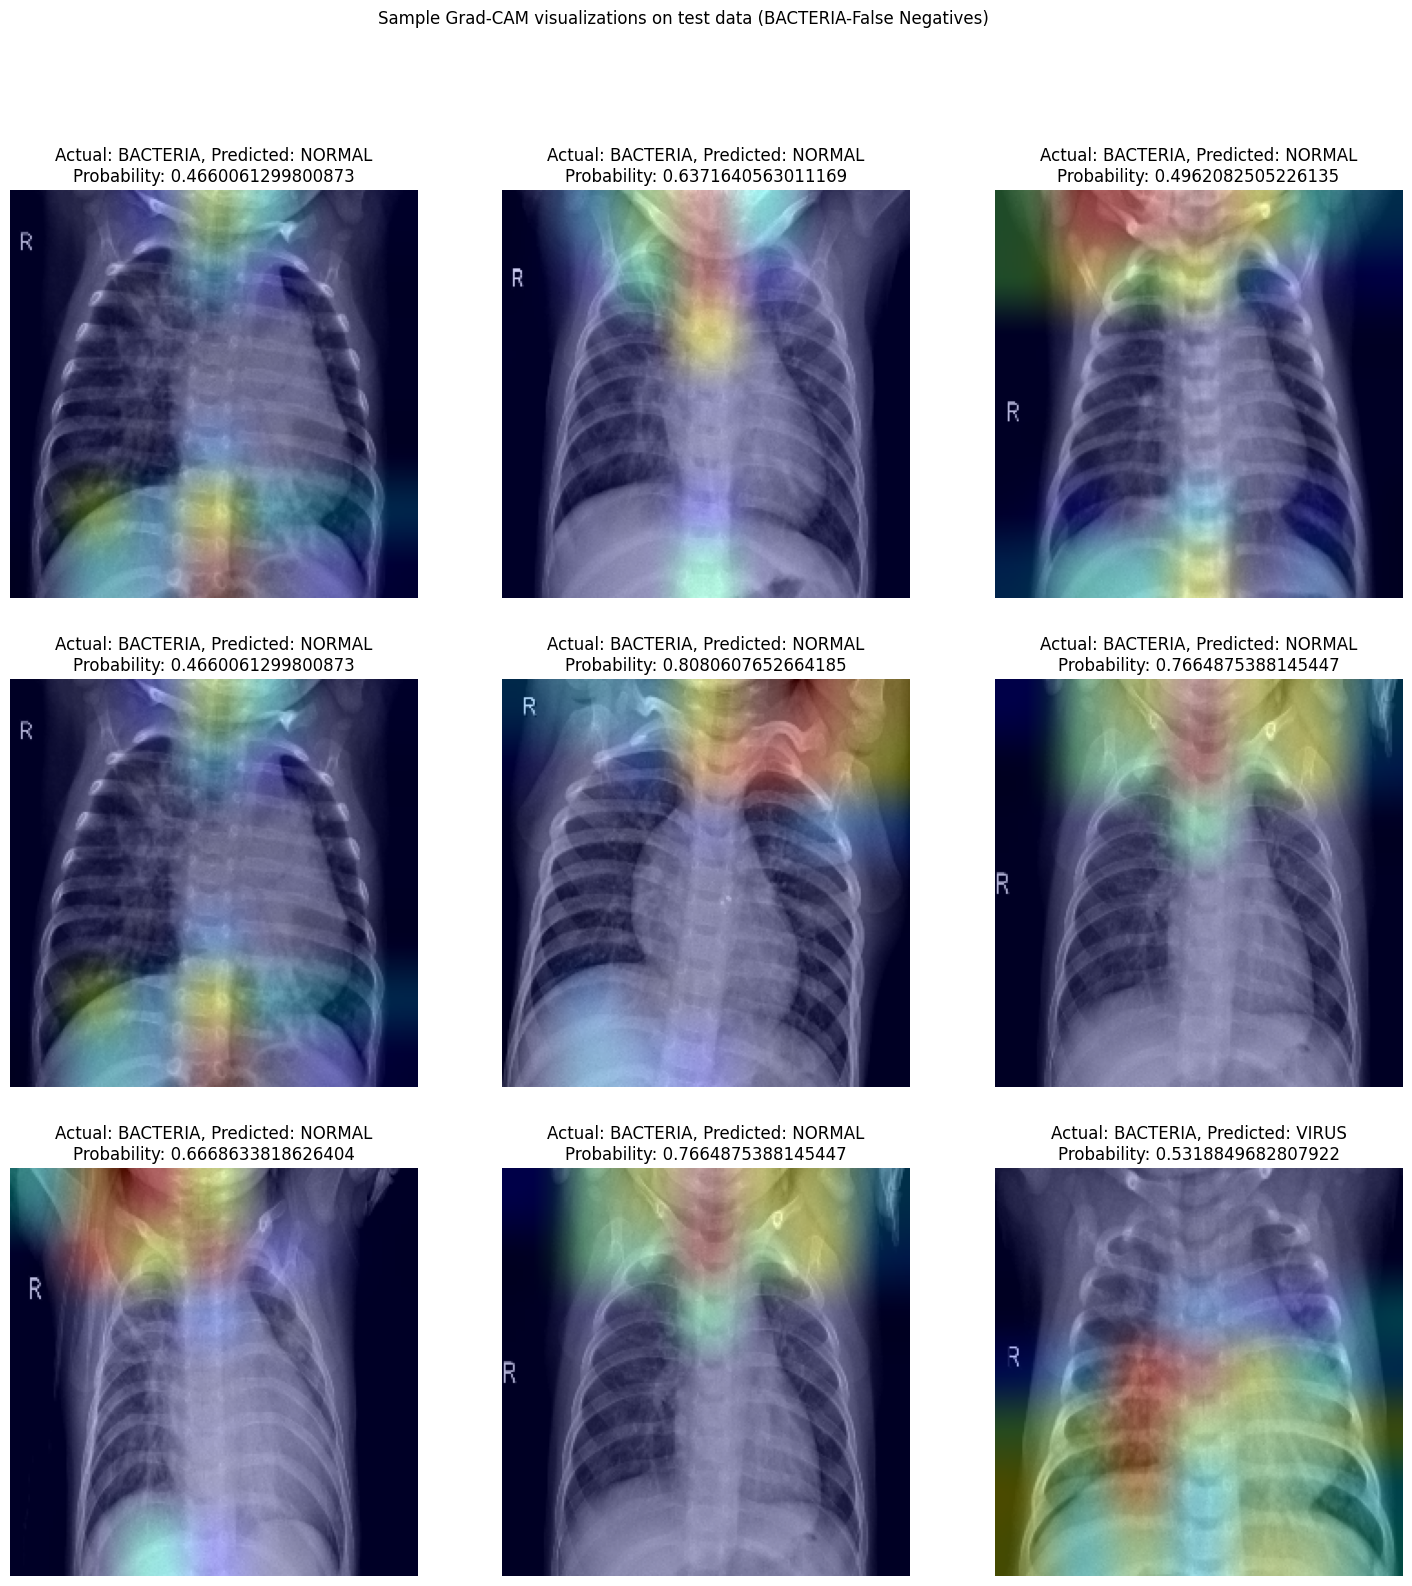 Sample Grad-CAM visualizations on test data (BACTERIA-False Negatives)
Actual: BACTERIA, Predicted: NORMAL
Probability: 0.4660061299800873
R
Actual: BACTERIA, Predicted: NORMAL
Probability: 0.6371640563011169
R
Actual: BACTERIA, Predicted: NORMAL
Probability: 0.4962082505226135
R
Actual: BACTERIA, Predicted: NORMAL
Probability: 0.4660061299800873
R
Actual: BACTERIA, Predicted: NORMAL
Probability: 0.8080607652664185
R
Actual: BACTERIA, Predicted: NORMAL
Probability: 0.7664875388145447
R
Actual: BACTERIA, Predicted: NORMAL
Probability: 0.6668633818626404
R
Actual: BACTERIA, Predicted: NORMAL
Probability: 0.7664875388145447
R
Actual: BACTERIA, Predicted: VIRUS
Probability: 0.5318849682807922
R